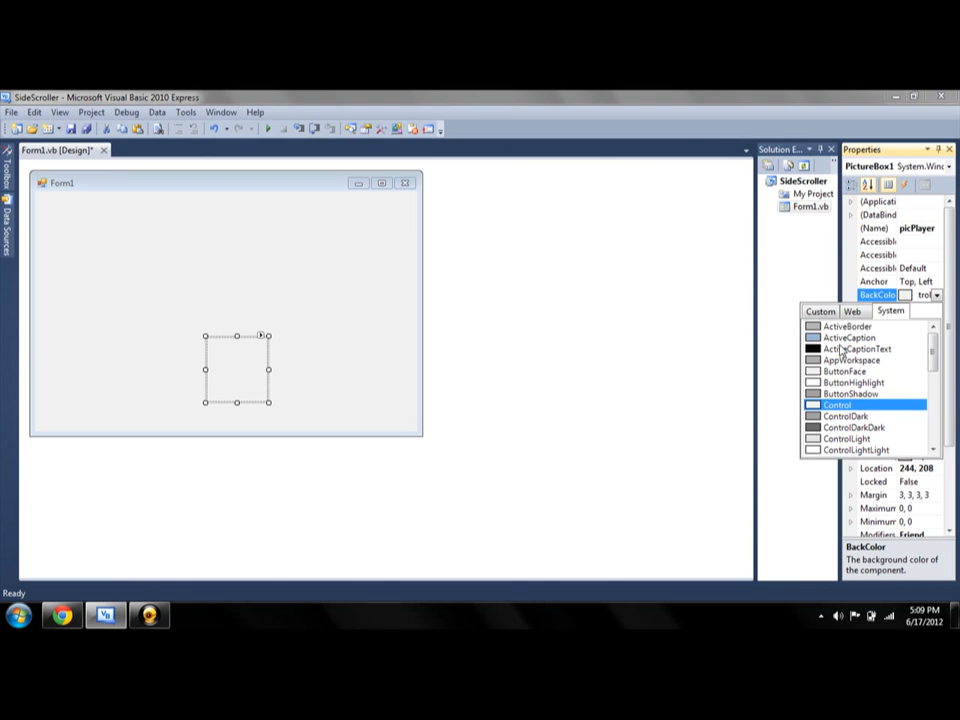 SideScroller - Microsoft Visual Basic 2010 Express
File Edit View Project Debug Data Tools Window Help
Form1.vb [Design]*
Solution E...
Properties
Toolbox
Data Sources
Form1
SideScroller
My Project
Form1.vb
PictureBox1 System.Winc
(Applicati
(DataBind
(Name) picPlayer
Accessible
Accessible
Accessible Default
Anchor Top, Left
BackColo trol
Custom Web System
ActiveBorder
ActiveCaption
ActiveCaptionText
AppWorkspace
ButtonFace
ButtonHighlight
ButtonShadow
Control
ControlDark
ControlDarkDark
ControlLight
ControlLightLight
Location 244, 208
Locked False
Margin 3, 3, 3, 3
Maximum 0, 0
Minimum 0, 0
Modifiers Friend
BackColor
The background color of
the component.
Ready
5:09 PM
6/17/2012